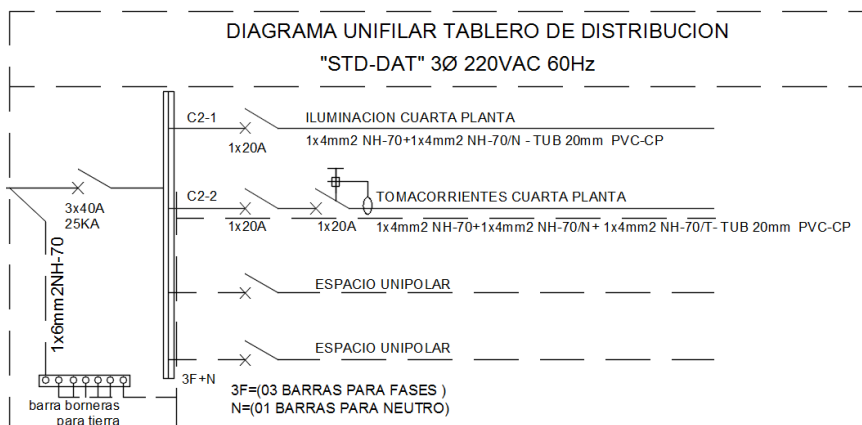 DIAGRAMA UNIFILAR TABLERO DE DISTRIBUCION
"STD-DAT" 3Ø 220VAC 60Hz
C2-1
ILUMINACION CUARTA PLANTA
1x20A
1x4mm2 NH-70+1x4mm2 NH-70/N - TUB 20mm PVC-CP
3x40A
25KA
C2-2
TOMACORRIENTES CUARTA PLANTA
1x20A
1x20A
1x4mm2 NH-70+1x4mm2 NH-70/N+ 1x4mm2 NH-70/T- TUB 20mm PVC-CP
1x6mm2NH-70
ESPACIO UNIPOLAR
ESPACIO UNIPOLAR
3F+N
3F=(03 BARRAS PARA FASES )
N=(01 BARRAS PARA NEUTRO)
barra borneras
para tierra